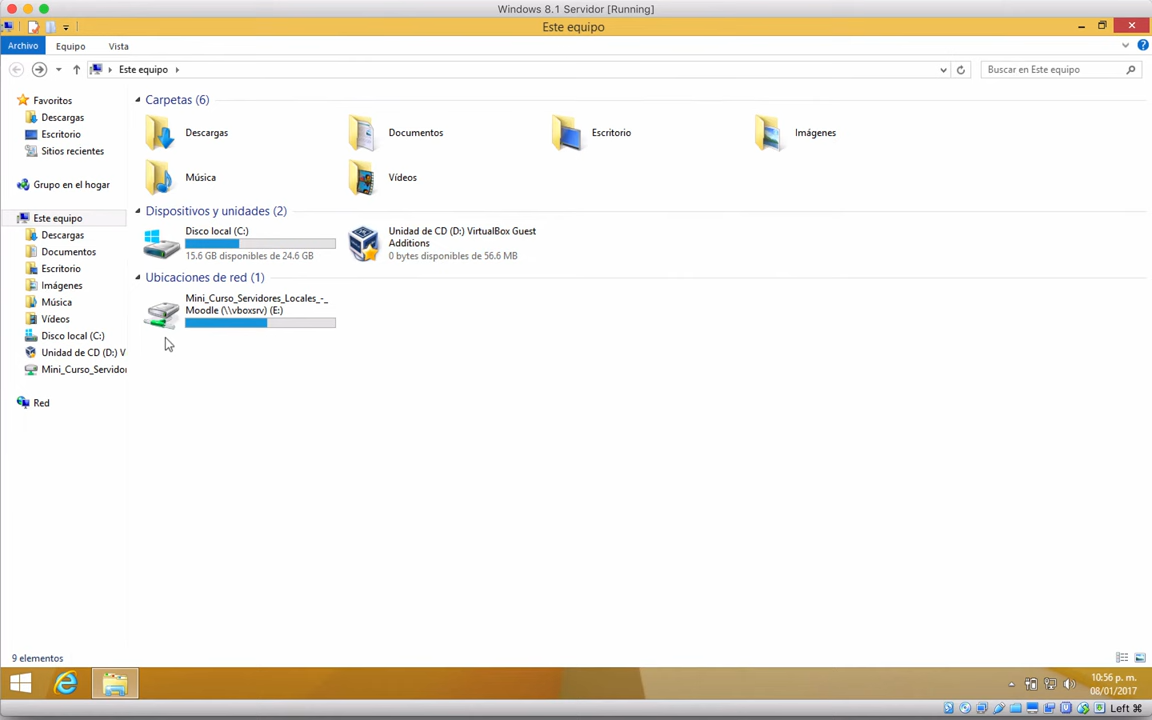 Windows 8.1 Servidor [Running]
Este equipo
Archivo
Equipo
Vista
Este equipo
Buscar en Este equipo
Favoritos
Descargas
Escritorio
Sitios recientes
Grupo en el hogar
Este equipo
Descargas
Documentos
Escritorio
Imágenes
Música
Vídeos
Disco local (C:)
Unidad de CD (D:) V
Mini_Curso_Servidor
Red
Carpetas (6)
Descargas
Documentos
Escritorio
Imágenes
Música
Vídeos
Dispositivos y unidades (2)
Disco local (C:)
15.6 GB disponibles de 24.6 GB
Unidad de CD (D:) VirtualBox Guest
Additions
0 bytes disponibles de 56.6 MB
Ubicaciones de red (1)
Mini_Curso_Servidores_Locales_-_
Moodle (\\vboxsrv) (E:)
9 elementos
10:56 p. m.
08/01/2017
Left ⌘